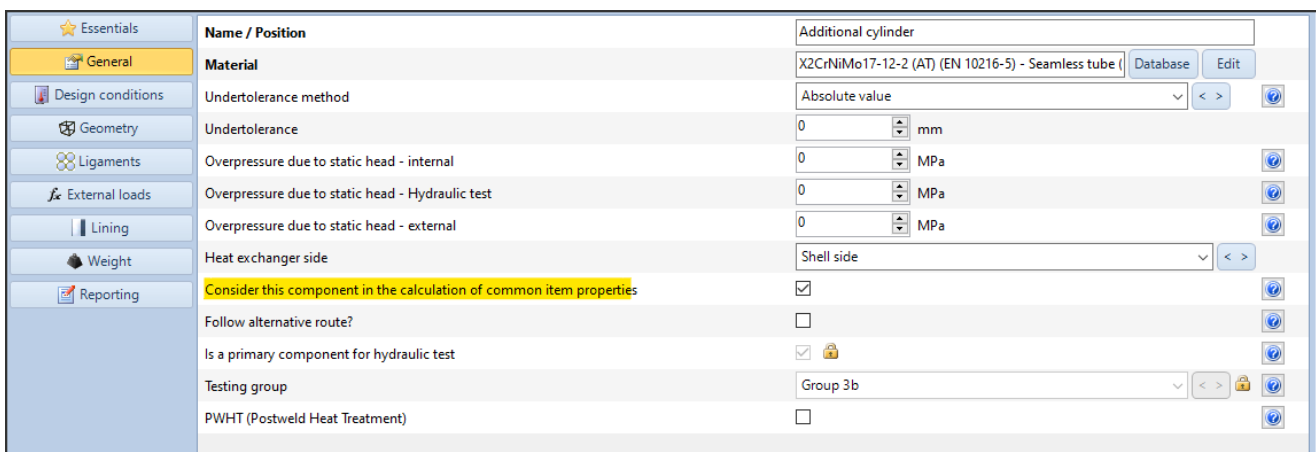 Essentials
General
Design conditions
Geometry
Ligaments
fx External loads
Lining
Weight
Reporting
Name / Position Additional cylinder
Material X2CrNiMo17-12-2 (AT) (EN 10216-5) - Seamless tube ( Database Edit
Undertolerance method Absolute value < > ?
Undertolerance 0 mm
Overpressure due to static head - internal 0 MPa ?
Overpressure due to static head - Hydraulic test 0 MPa ?
Overpressure due to static head - external 0 MPa ?
Heat exchanger side Shell side < >
Consider this component in the calculation of common item properties ?
Follow alternative route? ?
Is a primary component for hydraulic test ?
Testing group Group 3b < > ?
PWHT (Postweld Heat Treatment) ?